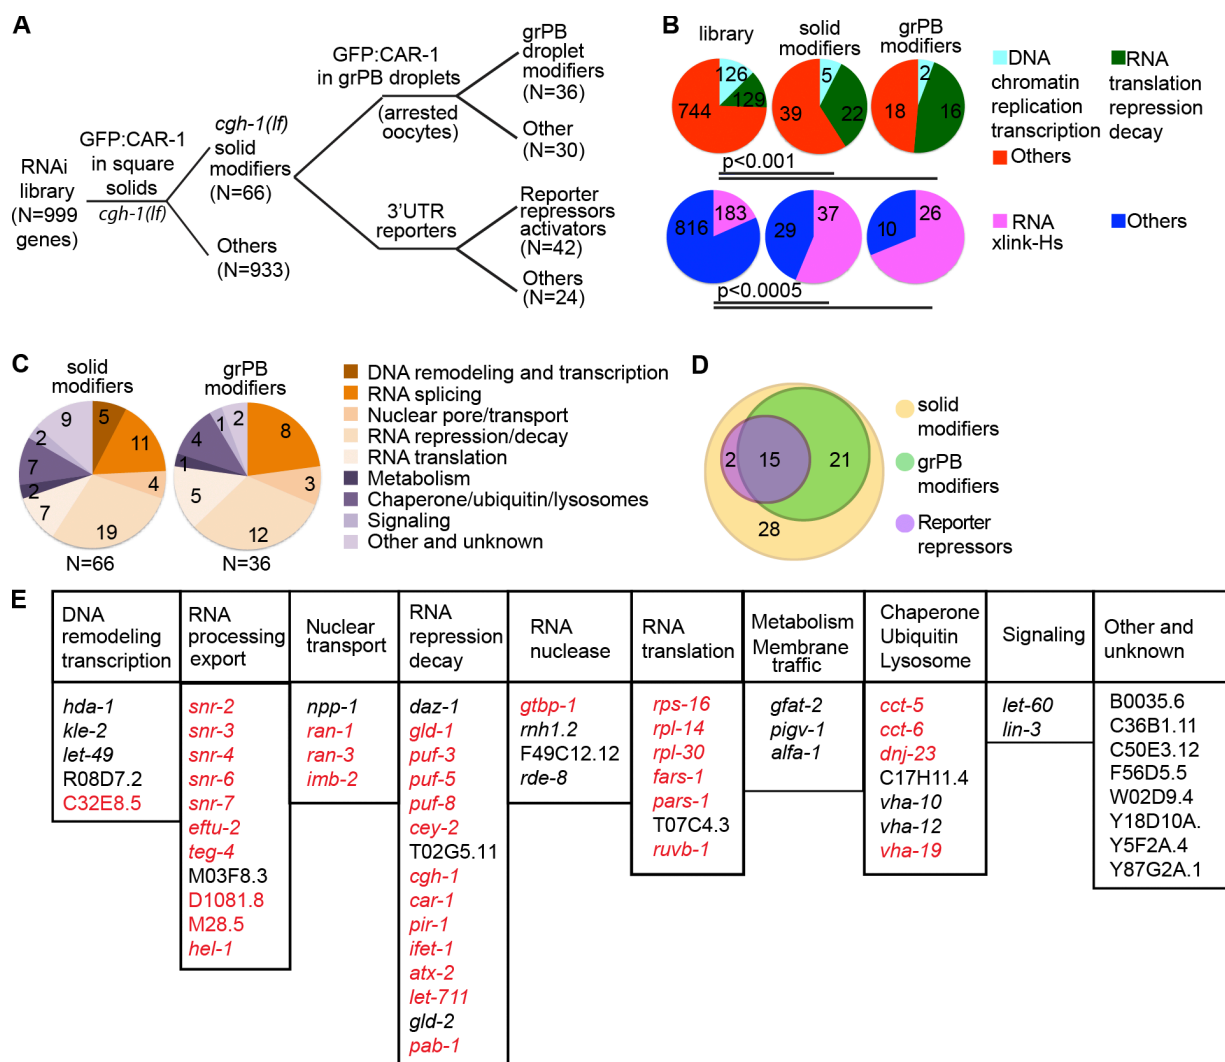 A
RNAi
library
(N=999
genes)
GFP:CAR-1
in square
solids
cgh-1(lf)
cgh-1(lf)
solid
modifiers
(N=66)
Others
(N=933)
GFP:CAR-1
in grPB droplets
(arrested
oocytes)
grPB
droplet
modifiers
(N=36)
Other
(N=30)
3'UTR
reporters
Reporter
repressors
activators
(N=42)
Others
(N=24)
B
library
solid
modifiers
grPB
modifiers
126
129
744
5
22
39
2
16
18
p<0.001
DNA
chromatin
replication
transcription
RNA
translation
repression
decay
Others
816
183
29
37
10
26
p<0.0005
RNA
xlink-Hs
Others
C
solid
modifiers
grPB
modifiers
9
5
2
11
7
4
2
7
19
N=66
1
2
4
8
1
3
5
12
N=36
DNA remodeling and transcription
RNA splicing
Nuclear pore/transport
RNA repression/decay
RNA translation
Metabolism
Chaperone/ubiquitin/lysosomes
Signaling
Other and unknown
D
2
15
21
28
solid
modifiers
grPB
modifiers
Reporter
repressors
E
DNA
remodeling
transcription
hda-1
kle-2
let-49
R08D7.2
C32E8.5
RNA
processing
export
snr-2
snr-3
snr-4
snr-6
snr-7
eftu-2
teg-4
M03F8.3
D1081.8
M28.5
hel-1
Nuclear
transport
npp-1
ran-1
ran-3
imb-2
RNA
repression
decay
daz-1
gld-1
puf-3
puf-5
puf-8
cey-2
T02G5.11
cgh-1
car-1
pir-1
ifet-1
atx-2
let-711
gld-2
pab-1
RNA
nuclease
gtbp-1
rnh1.2
F49C12.12
rde-8
RNA
translation
rps-16
rpl-14
rpl-30
fars-1
pars-1
T07C4.3
ruvb-1
Metabolism
Membrane
traffic
gfat-2
pigv-1
alfa-1
Chaperone
Ubiquitin
Lysosome
cct-5
cct-6
dnj-23
C17H11.4
vha-10
vha-12
vha-19
Signaling
let-60
lin-3
Other and
unknown
B0035.6
C36B1.11
C50E3.12
F56D5.5
W02D9.4
Y18D10A.
Y5F2A.4
Y87G2A.1